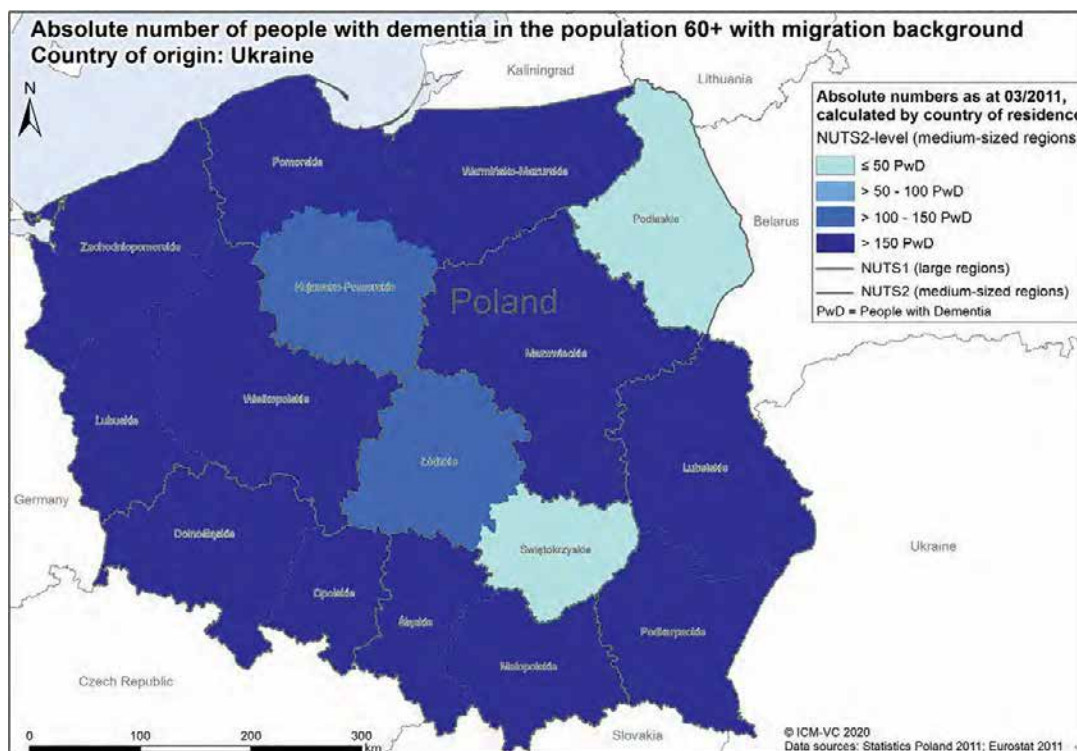 Absolute number of people with dementia in the population 60+ with migration background
Country of origin: Ukraine
Kaliningrad
Lithuania
N
Absolute numbers as at 03/2011,
calculated by country of residence
NUTS2-level (medium-sized regions
≤ 50 PwD
> 50 - 100 PwD
> 100 - 150 PwD
> 150 PwD
NUTS1 (large regions)
NUTS2 (medium-sized regions)
PwD = People with Dementia
Pomorskie
Warmińsko-Mazurskie
Podlaskie
Belarus
Zachodniopomorskie
Kujawsko-Pomorskie
Poland
Mazowieckie
Wielkopolskie
Lubuskie
Łódzkie
Lubelskie
Germany
Dolnośląskie
Świętokrzyskie
Ukraine
Opolskie
Śląskie
Podkarpackie
Małopolskie
Czech Republic
Slovakia
0 100 200 300
km
© ICM-VC 2020
Data sources: Statistics Poland 2011; Eurostat 2011